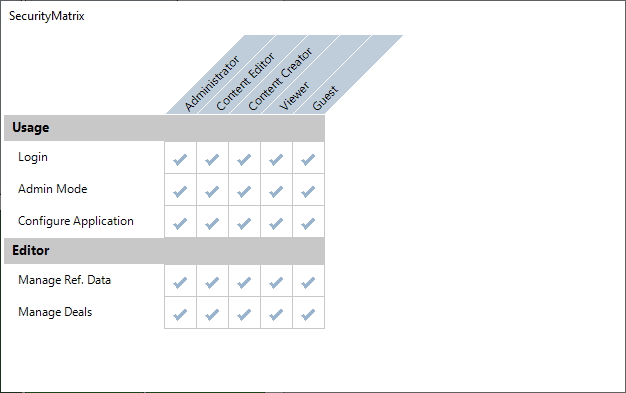 SecurityMatrix
Administrator
Content Editor
Content Creator
Viewer
Guest
Usage
Login
Admin Mode
Configure Application
Editor
Manage Ref. Data
Manage Deals